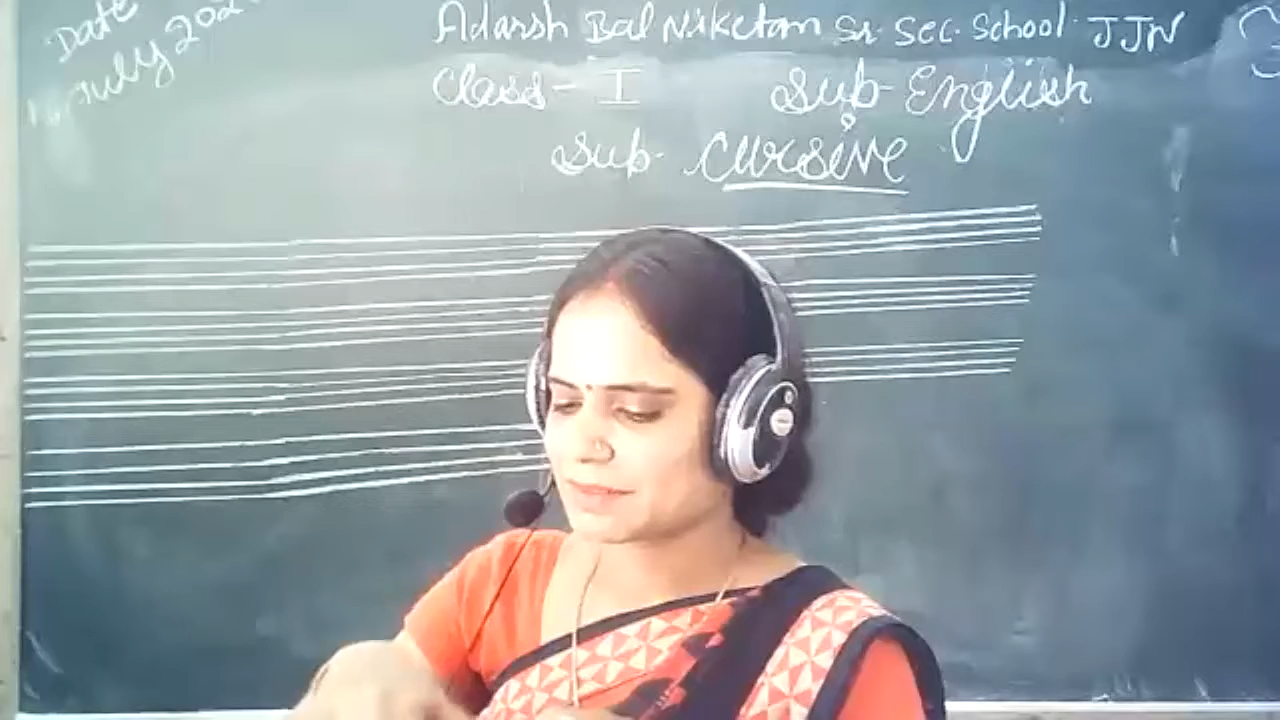 Date
July 202
Adarsh Bal Niketan Sr. Sec. School JJN
Class - I Sub - English
Sub - Cursive